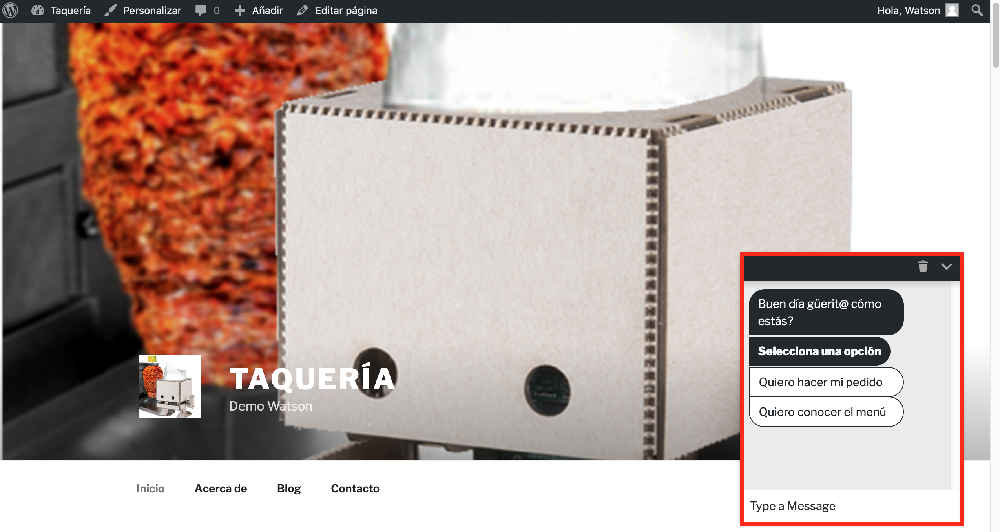 Taquería Personalizar 0 Añadir Editar página Hola, Watson
Buen día güerit@ cómo
estás?
Selecciona una opción
Quiero hacer mi pedido
Quiero conocer el menú
TAQUERÍA
Demo Watson
Inicio Acerca de Blog Contacto
Type a Message